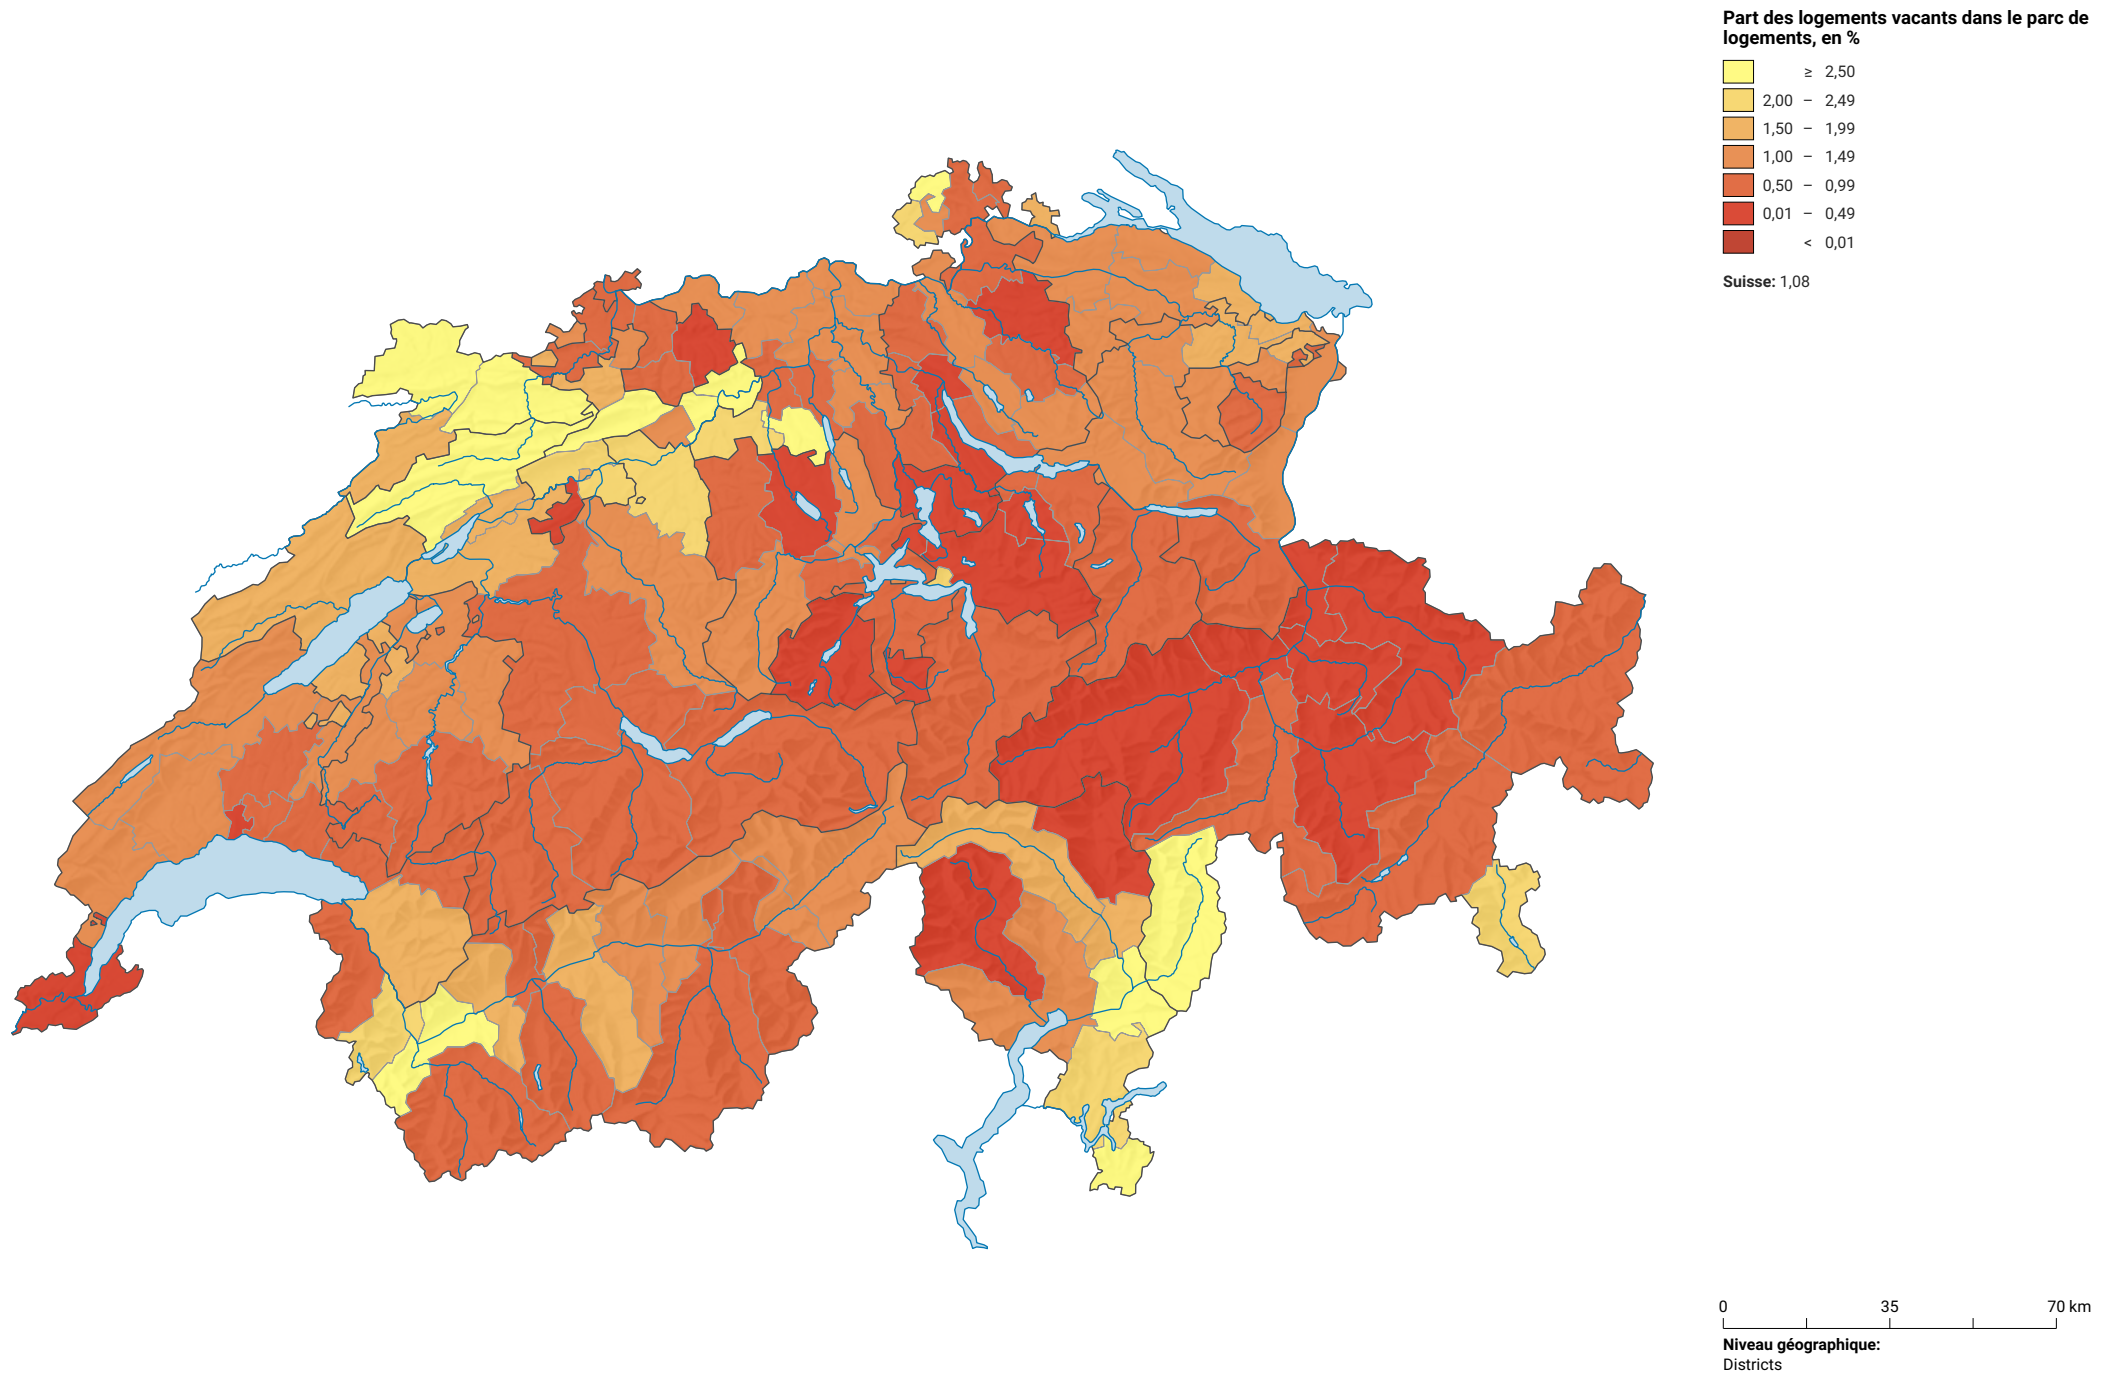 Part des logements vacants dans le parc de
logements, en %
≥ 2,50
2,00 – 2,49
1,50 – 1,99
1,00 – 1,49
0,50 – 0,99
0,01 – 0,49
< 0,01
Suisse: 1,08
0 35 70 km
Niveau géographique:
Districts